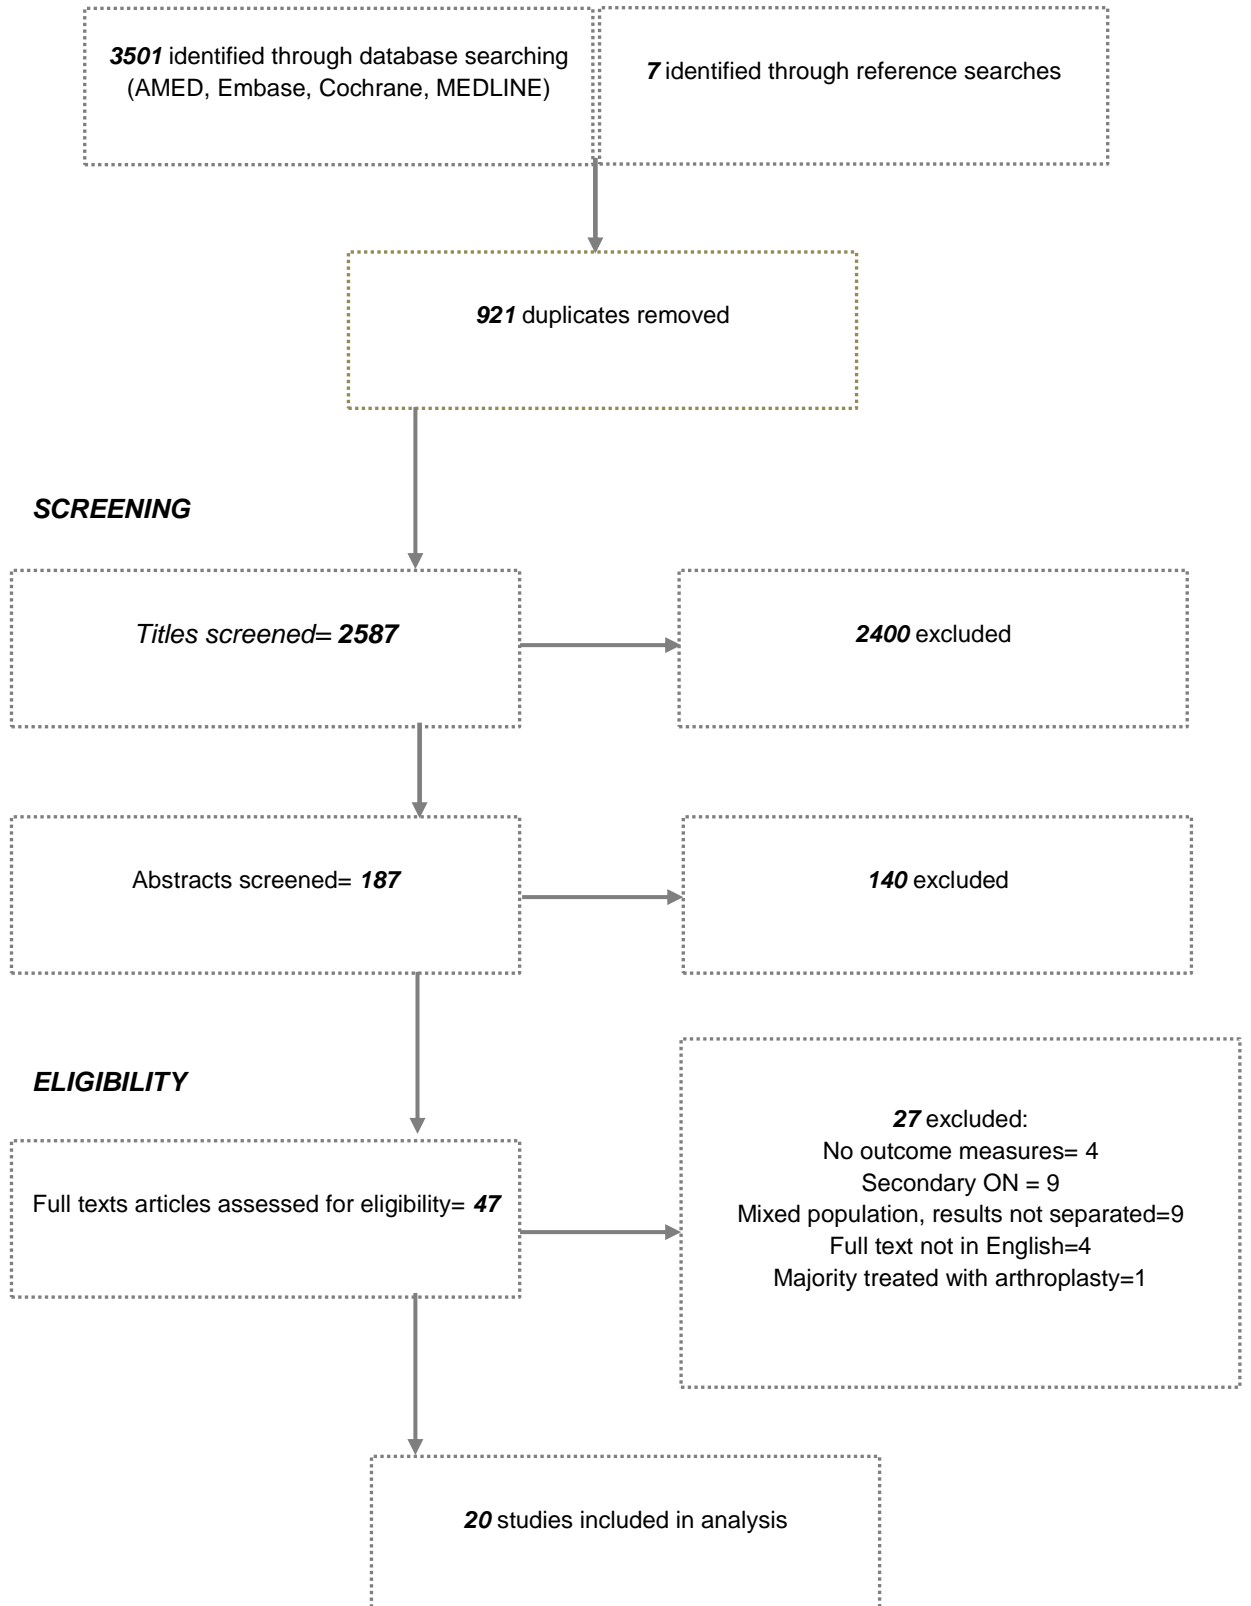 3501 identified through database searching
(AMED, Embase, Cochrane, MEDLINE)
7 identified through reference searches
921 duplicates removed
SCREENING
Titles screened= 2587
2400 excluded
Abstracts screened= 187
140 excluded
ELIGIBILITY
Full texts articles assessed for eligibility= 47
27 excluded:
No outcome measures= 4
Secondary ON = 9
Mixed population, results not separated=9
Full text not in English=4
Majority treated with arthroplasty=1
20 studies included in analysis